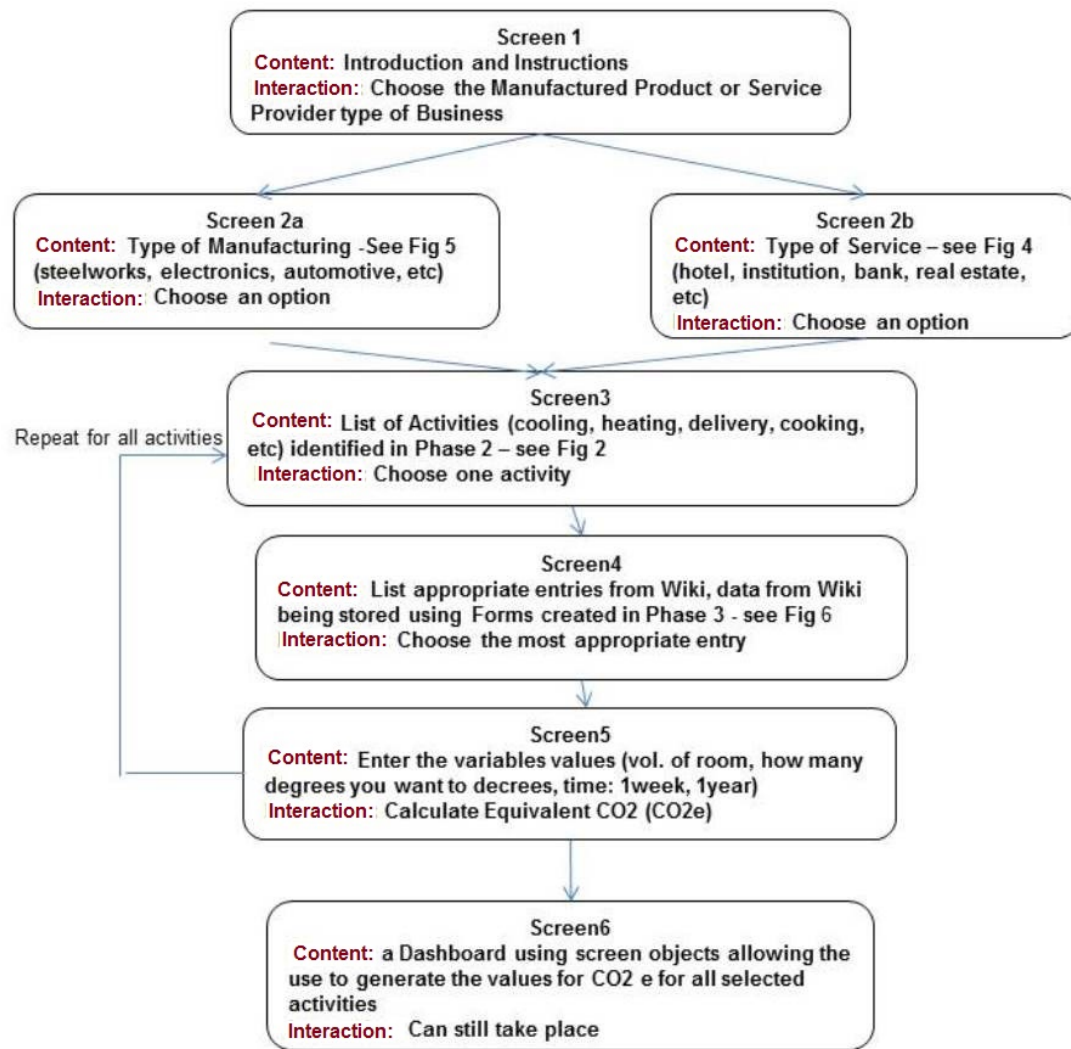 Screen 1
Content: Introduction and Instructions
Interaction: Choose the Manufactured Product or Service
Provider type of Business
Screen 2a
Content: Type of Manufacturing -See Fig 5
(steelworks, electronics, automotive, etc)
Interaction: Choose an option
Screen 2b
Content: Type of Service – see Fig 4
(hotel, institution, bank, real estate,
etc)
Interaction: Choose an option
Screen3
Content: List of Activities (cooling, heating, delivery, cooking,
etc) identified in Phase 2 – see Fig 2
Interaction: Choose one activity
Repeat for all activities
Screen4
Content: List appropriate entries from Wiki, data from Wiki
being stored using Forms created in Phase 3 - see Fig 6
Interaction: Choose the most appropriate entry
Screen5
Content: Enter the variables values (vol. of room, how many
degrees you want to decrees, time: 1week, 1year)
Interaction: Calculate Equivalent CO2 (CO2e)
Screen6
Content: a Dashboard using screen objects allowing the
use to generate the values for CO2 e for all selected
activities
Interaction: Can still take place